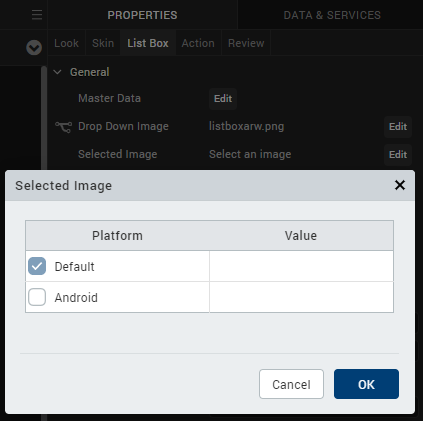 PROPERTIES DATA & SERVICES
Look Skin List Box Action Review
General
Master Data Edit
Drop Down Image listboxarw.png Edit
Selected Image Select an image Edit
Selected Image
Platform Value
Default
Android
Cancel OK